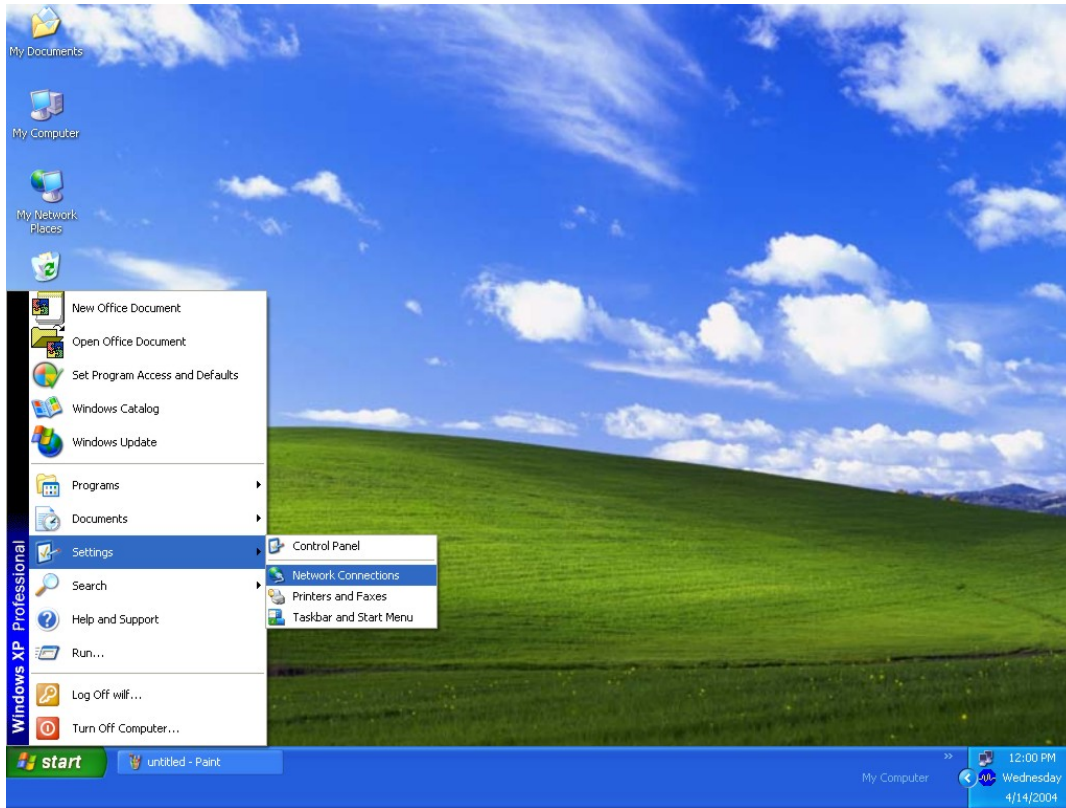 My Documents
My Computer
My Network
Places
New Office Document
Open Office Document
Set Program Access and Defaults
Windows Catalog
Windows Update
Programs
Documents
Settings
Search
Help and Support
Run...
Log Off wilf...
Turn Off Computer...
Windows XP Professional
Control Panel
Network Connections
Printers and Faxes
Taskbar and Start Menu
start
untitled - Paint
My Computer
»
12:00 PM
Wednesday
4/14/2004